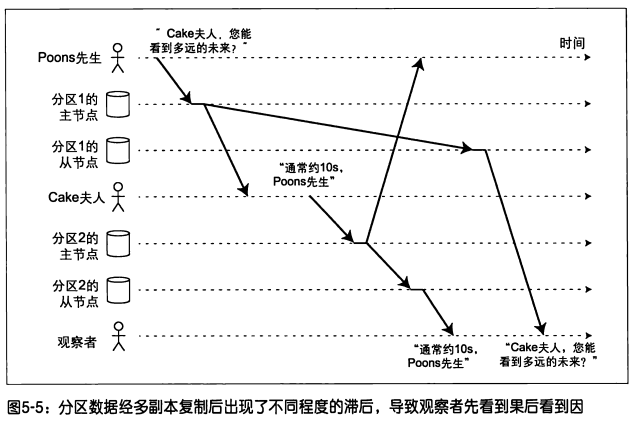 “Cake夫人，您能
看到多远的未来？”
时间
Poons先生
分区1的
主节点
分区1的
从节点
“通常约10s，
Poons先生”
Cake夫人
分区2的
主节点
分区2的
从节点
观察者
“通常约10s，
Poons先生”
“Cake夫人，您能
看到多远的未来？”
图5-5：分区数据经多副本复制后出现了不同程度的滞后，导致观察者先看到果后看到因